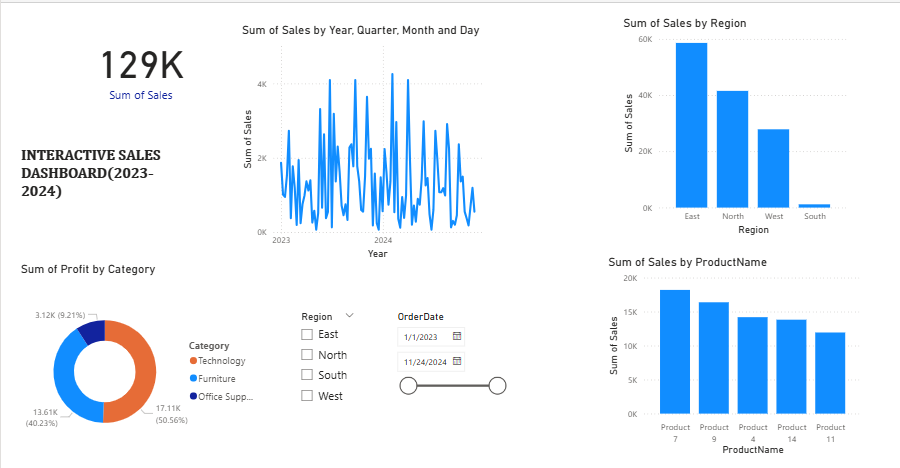 129K
Sum of Sales
INTERACTIVE SALES
DASHBOARD(2023-
2024)
Sum of Sales by Year, Quarter, Month and Day
Sum of Sales
4K
2K
0K
2023
2024
Year
Sum of Sales by Region
Sum of Sales
60K
40K
20K
0K
East
North
West
South
Region
Sum of Profit by Category
3.12K (9.21%)
13.61K
(40.23%)
17.11K
(50.56%)
Category
Technology
Furniture
Office Supp...
Region
East
North
South
West
OrderDate
1/1/2023
11/24/2024
Sum of Sales by ProductName
Sum of Sales
20K
15K
10K
5K
0K
Product
7
Product
9
Product
4
Product
14
Product
11
ProductName